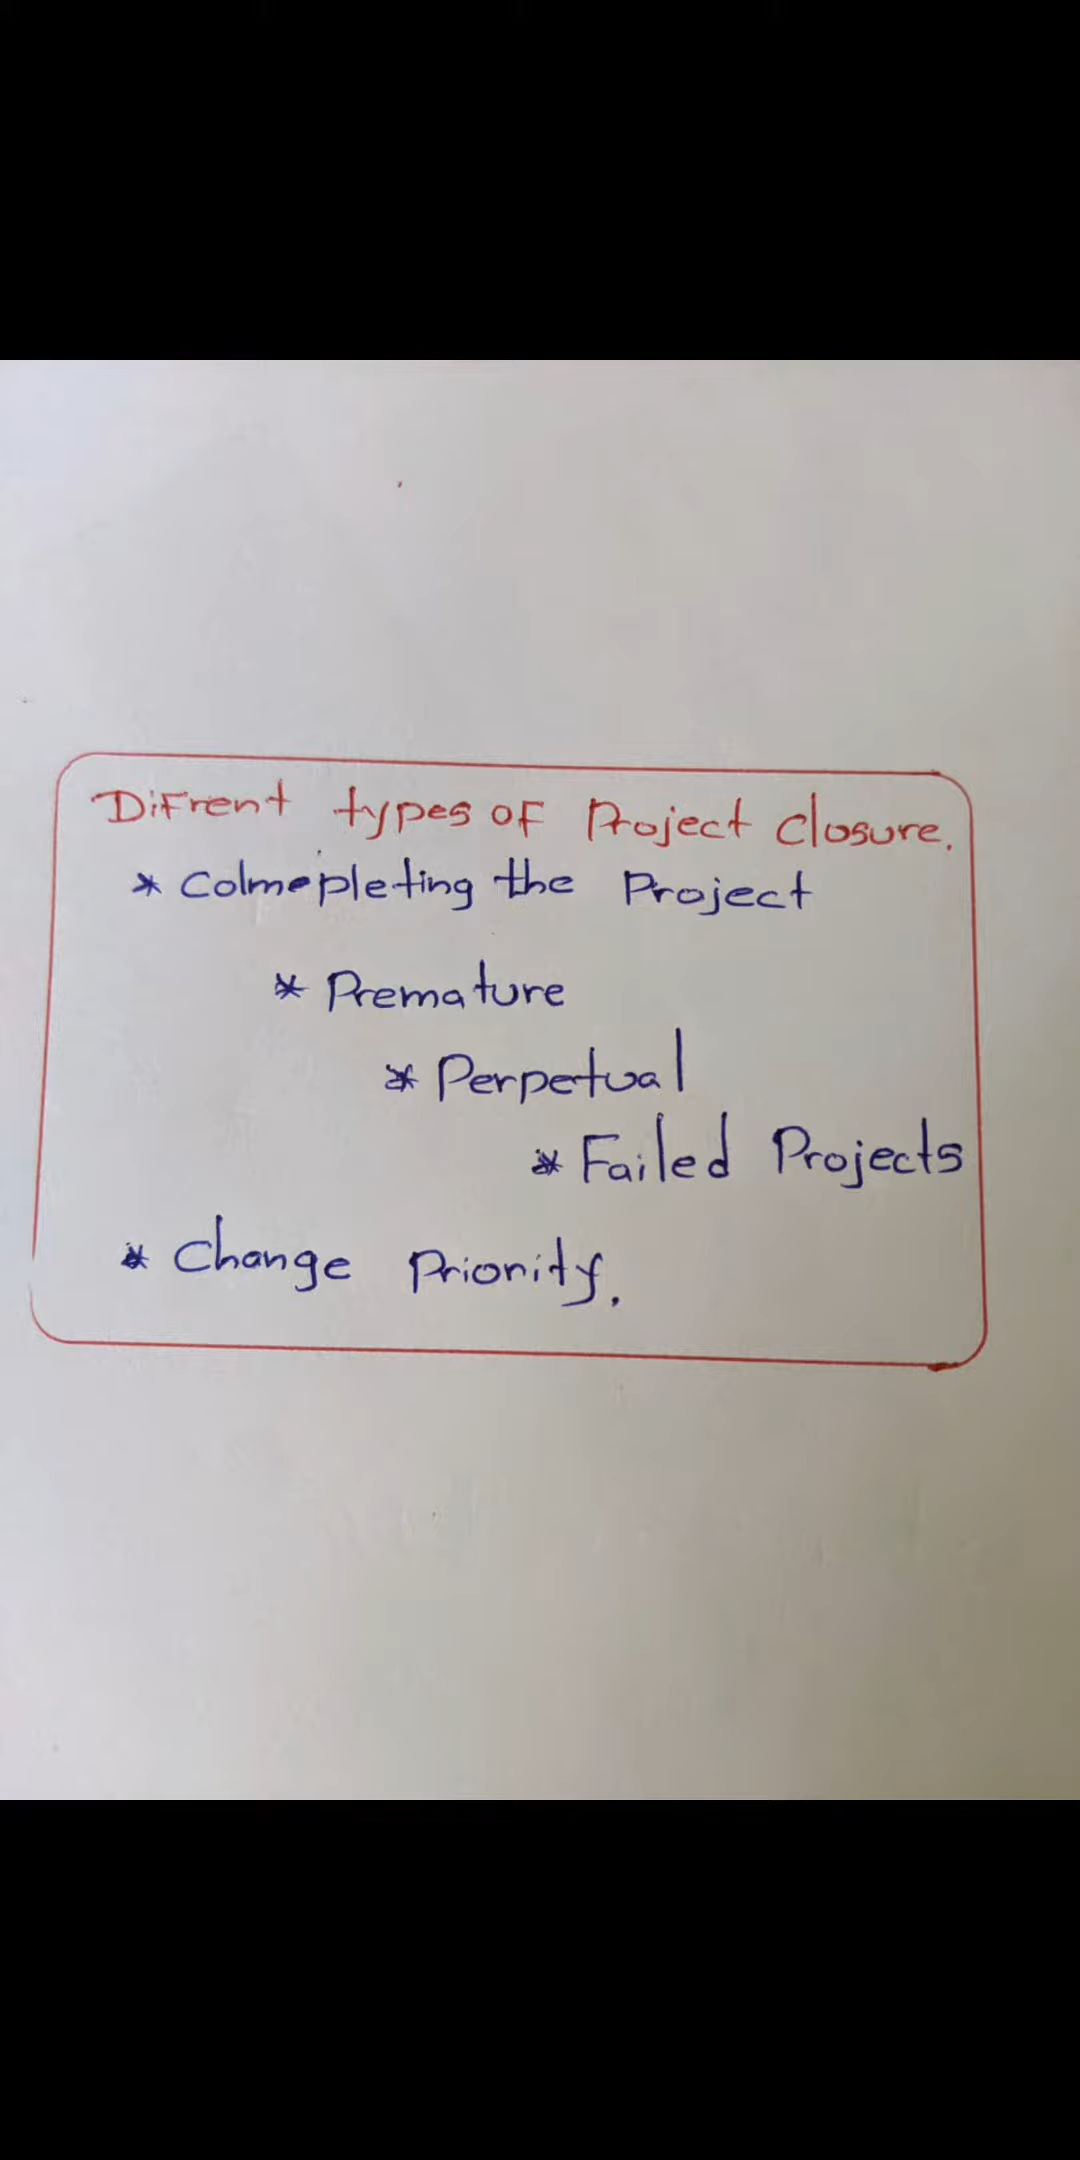 Difrent types of Project closure.
* Colmepleting the Project
* Premature
* Perpetual
* Failed Projects
* Change Priority.